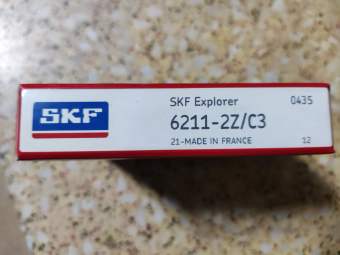 SKF
SKF Explorer 0435
6211-2Z/C3
21-MADE IN FRANCE 12